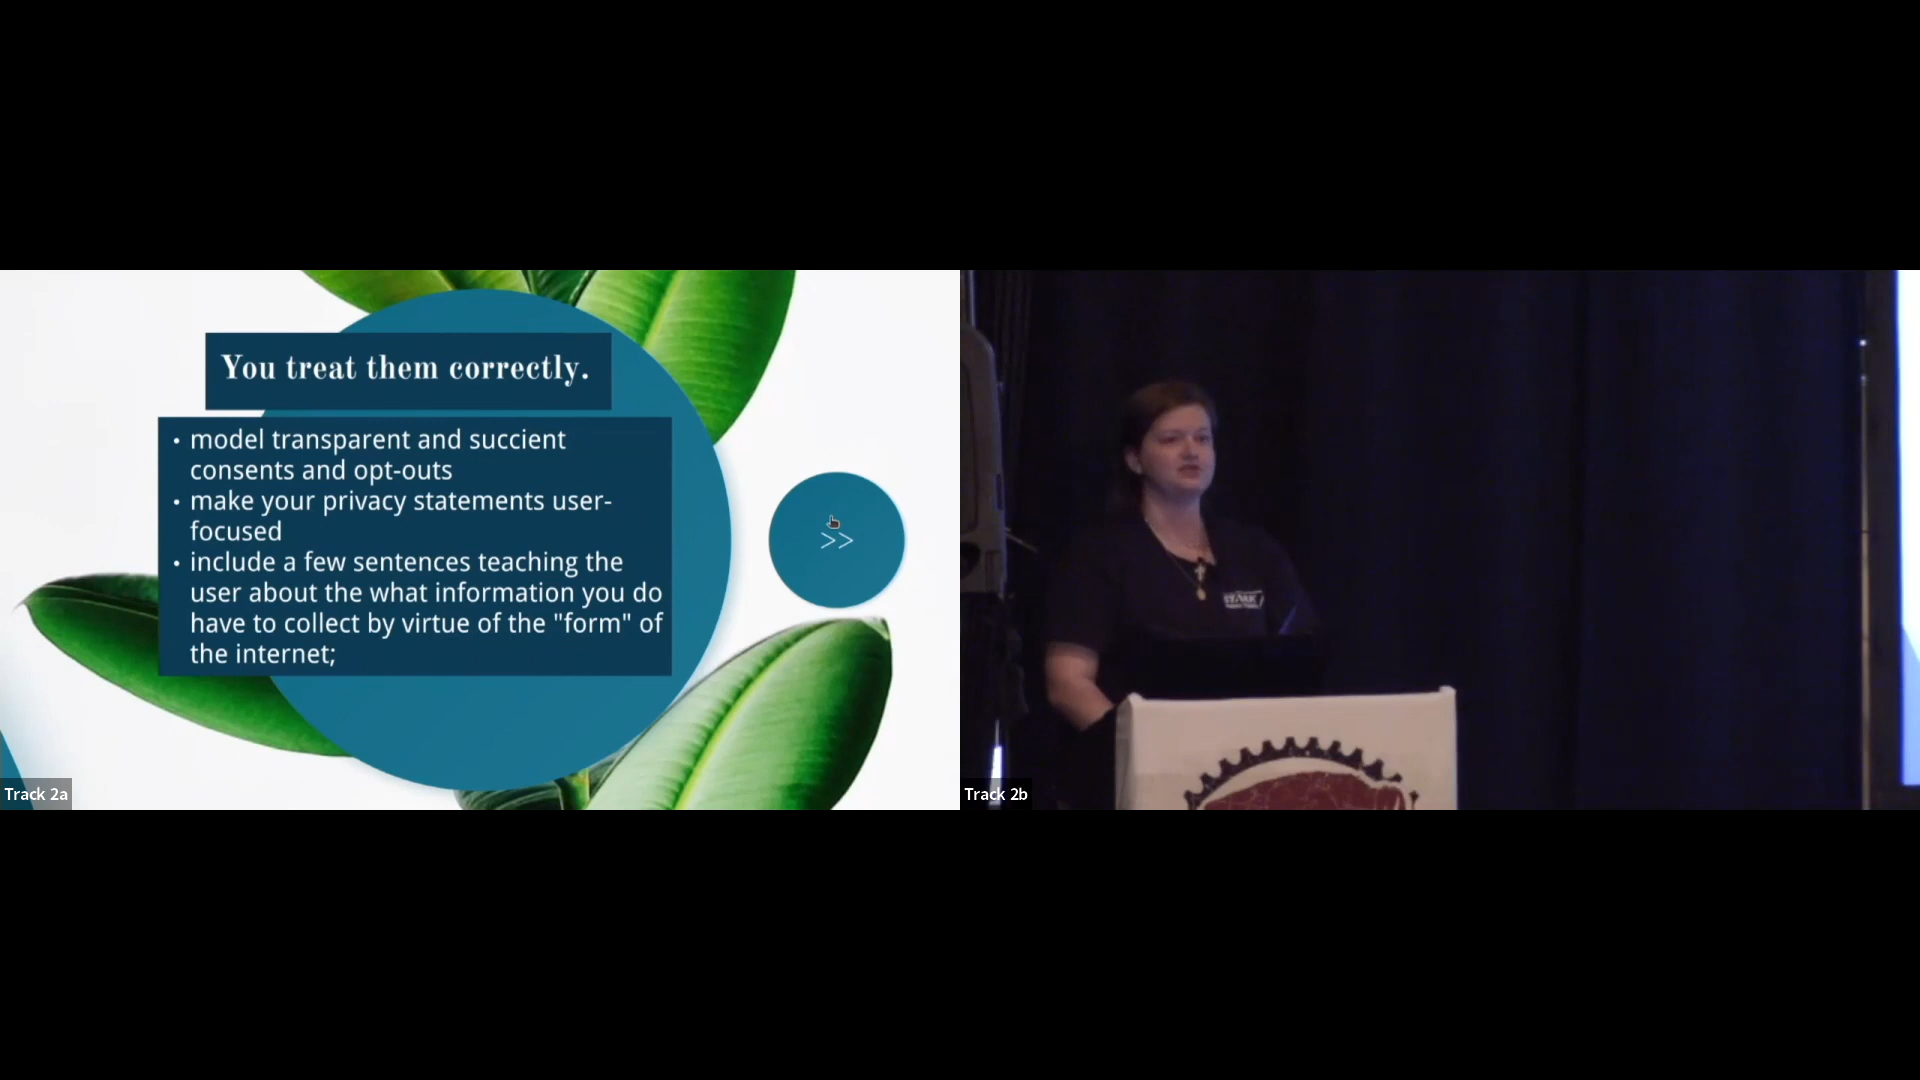 You treat them correctly.
• model transparent and succient
consents and opt-outs
• make your privacy statements user-
focused
• include a few sentences teaching the
user about the what information you do
have to collect by virtue of the "form" of
the internet;
>>
Track 2a
Track 2b